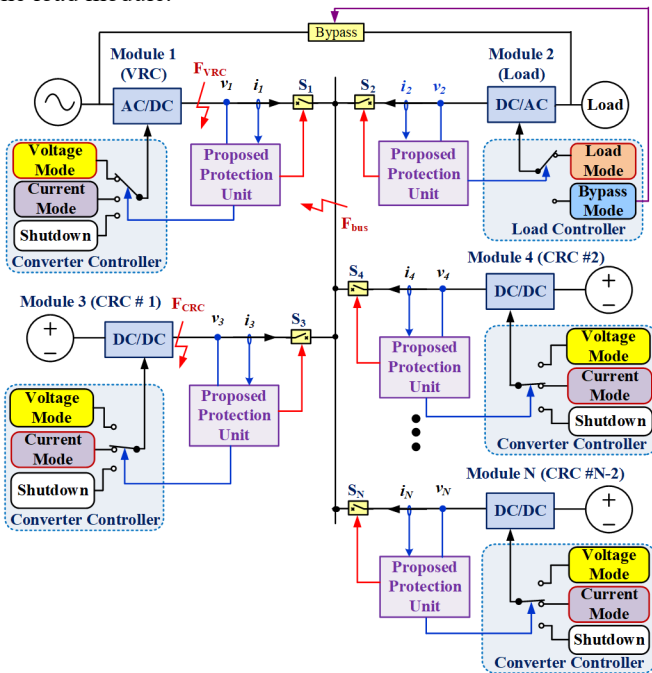 Bypass
Module 1
(VRC)
F_VRC
v₁
i₁
S₁
S₂
i₂
v₂
Module 2
(Load)
AC/DC
DC/AC
Load
Voltage
Mode
Current
Mode
Shutdown
Converter Controller
Proposed
Protection
Unit
Proposed
Protection
Unit
Load
Mode
Bypass
Mode
Load Controller
F_bus
Module 3 (CRC # 1)
F_CRC
v₃
i₃
S₃
DC/DC
Voltage
Mode
Current
Mode
Shutdown
Converter Controller
Proposed
Protection
Unit
Module 4 (CRC #2)
S₄
i₄
v₄
DC/DC
Proposed
Protection
Unit
Voltage
Mode
Current
Mode
Shutdown
Converter Controller
Module N (CRC #N-2)
S_N
i_N
v_N
DC/DC
Proposed
Protection
Unit
Voltage
Mode
Current
Mode
Shutdown
Converter Controller